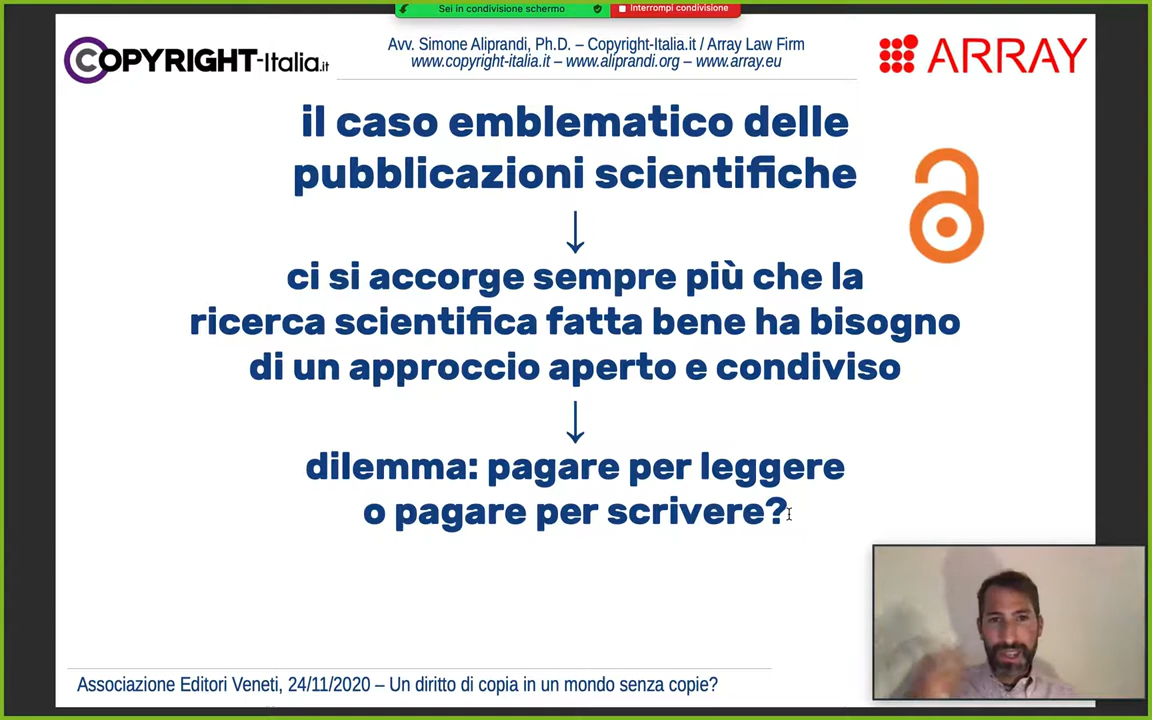 Sei in condivisione schermo
Interrompi condivisione
COPYRIGHT-Italia.it
Avv. Simone Aliprandi, Ph.D. – Copyright-Italia.it / Array Law Firm
www.copyright-italia.it – www.aliprandi.org – www.array.eu
ARRAY
il caso emblematico delle
pubblicazioni scientifiche
↓
ci si accorge sempre più che la
ricerca scientifica fatta bene ha bisogno
di un approccio aperto e condiviso
↓
dilemma: pagare per leggere
o pagare per scrivere?
Associazione Editori Veneti, 24/11/2020 – Un diritto di copia in un mondo senza copie?